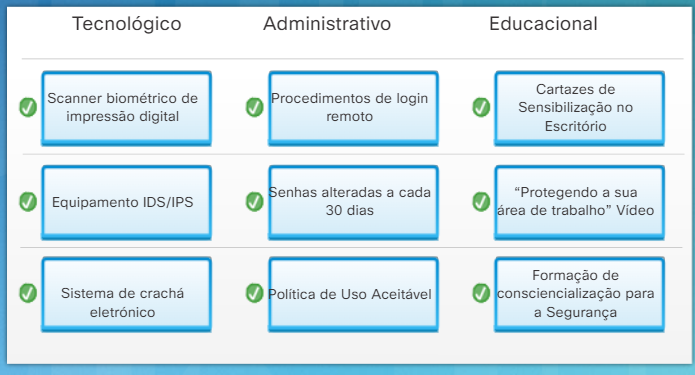 Tecnológico Administrativo Educacional
Scanner biométrico de
impressão digital
Procedimentos de login
remoto
Cartazes de
Sensibilização no
Escritório
Equipamento IDS/IPS
Senhas alteradas a cada
30 dias
“Protegendo a sua
área de trabalho” Vídeo
Sistema de crachá
eletrónico
Política de Uso Aceitável
Formação de
consciencialização para
a Segurança